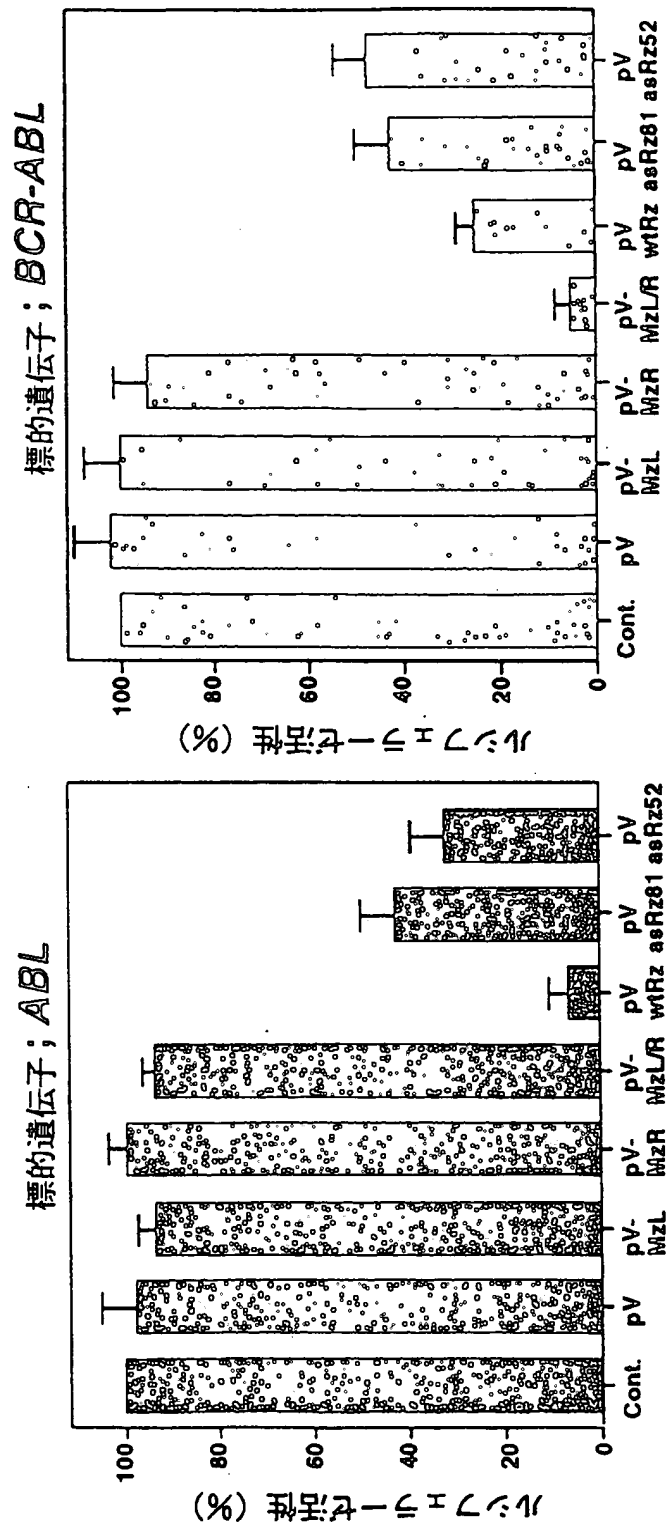 標的遺伝子; ABL
ルシフェラーゼ活性 (%)
100
80
60
40
20
0
Cont.
pV
pV-
MzL
pV-
MzR
pV-
MzL/R
pV
wtRz
pV
asRz81
pV
asRz52
標的遺伝子; BCR-ABL
ルシフェラーゼ活性 (%)
100
80
60
40
20
0
Cont.
pV
pV-
MzL
pV-
MzR
pV-
MzL/R
pV
wtRz
pV
asRz81
pV
asRz52